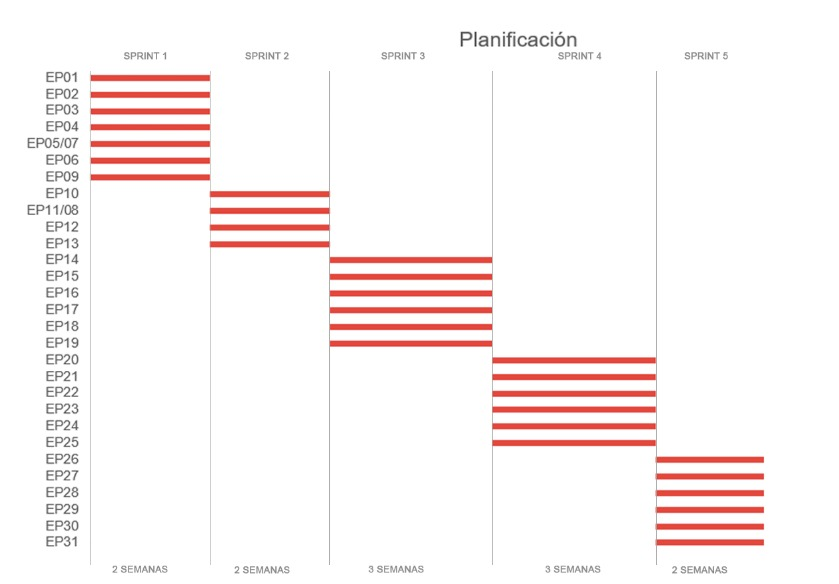 Planificación
SPRINT 1 SPRINT 2 SPRINT 3 SPRINT 4 SPRINT 5
EP01
EP02
EP03
EP04
EP05/07
EP06
EP09
EP10
EP11/08
EP12
EP13
EP14
EP15
EP16
EP17
EP18
EP19
EP20
EP21
EP22
EP23
EP24
EP25
EP26
EP27
EP28
EP29
EP30
EP31
2 SEMANAS 2 SEMANAS 3 SEMANAS 3 SEMANAS 2 SEMANAS